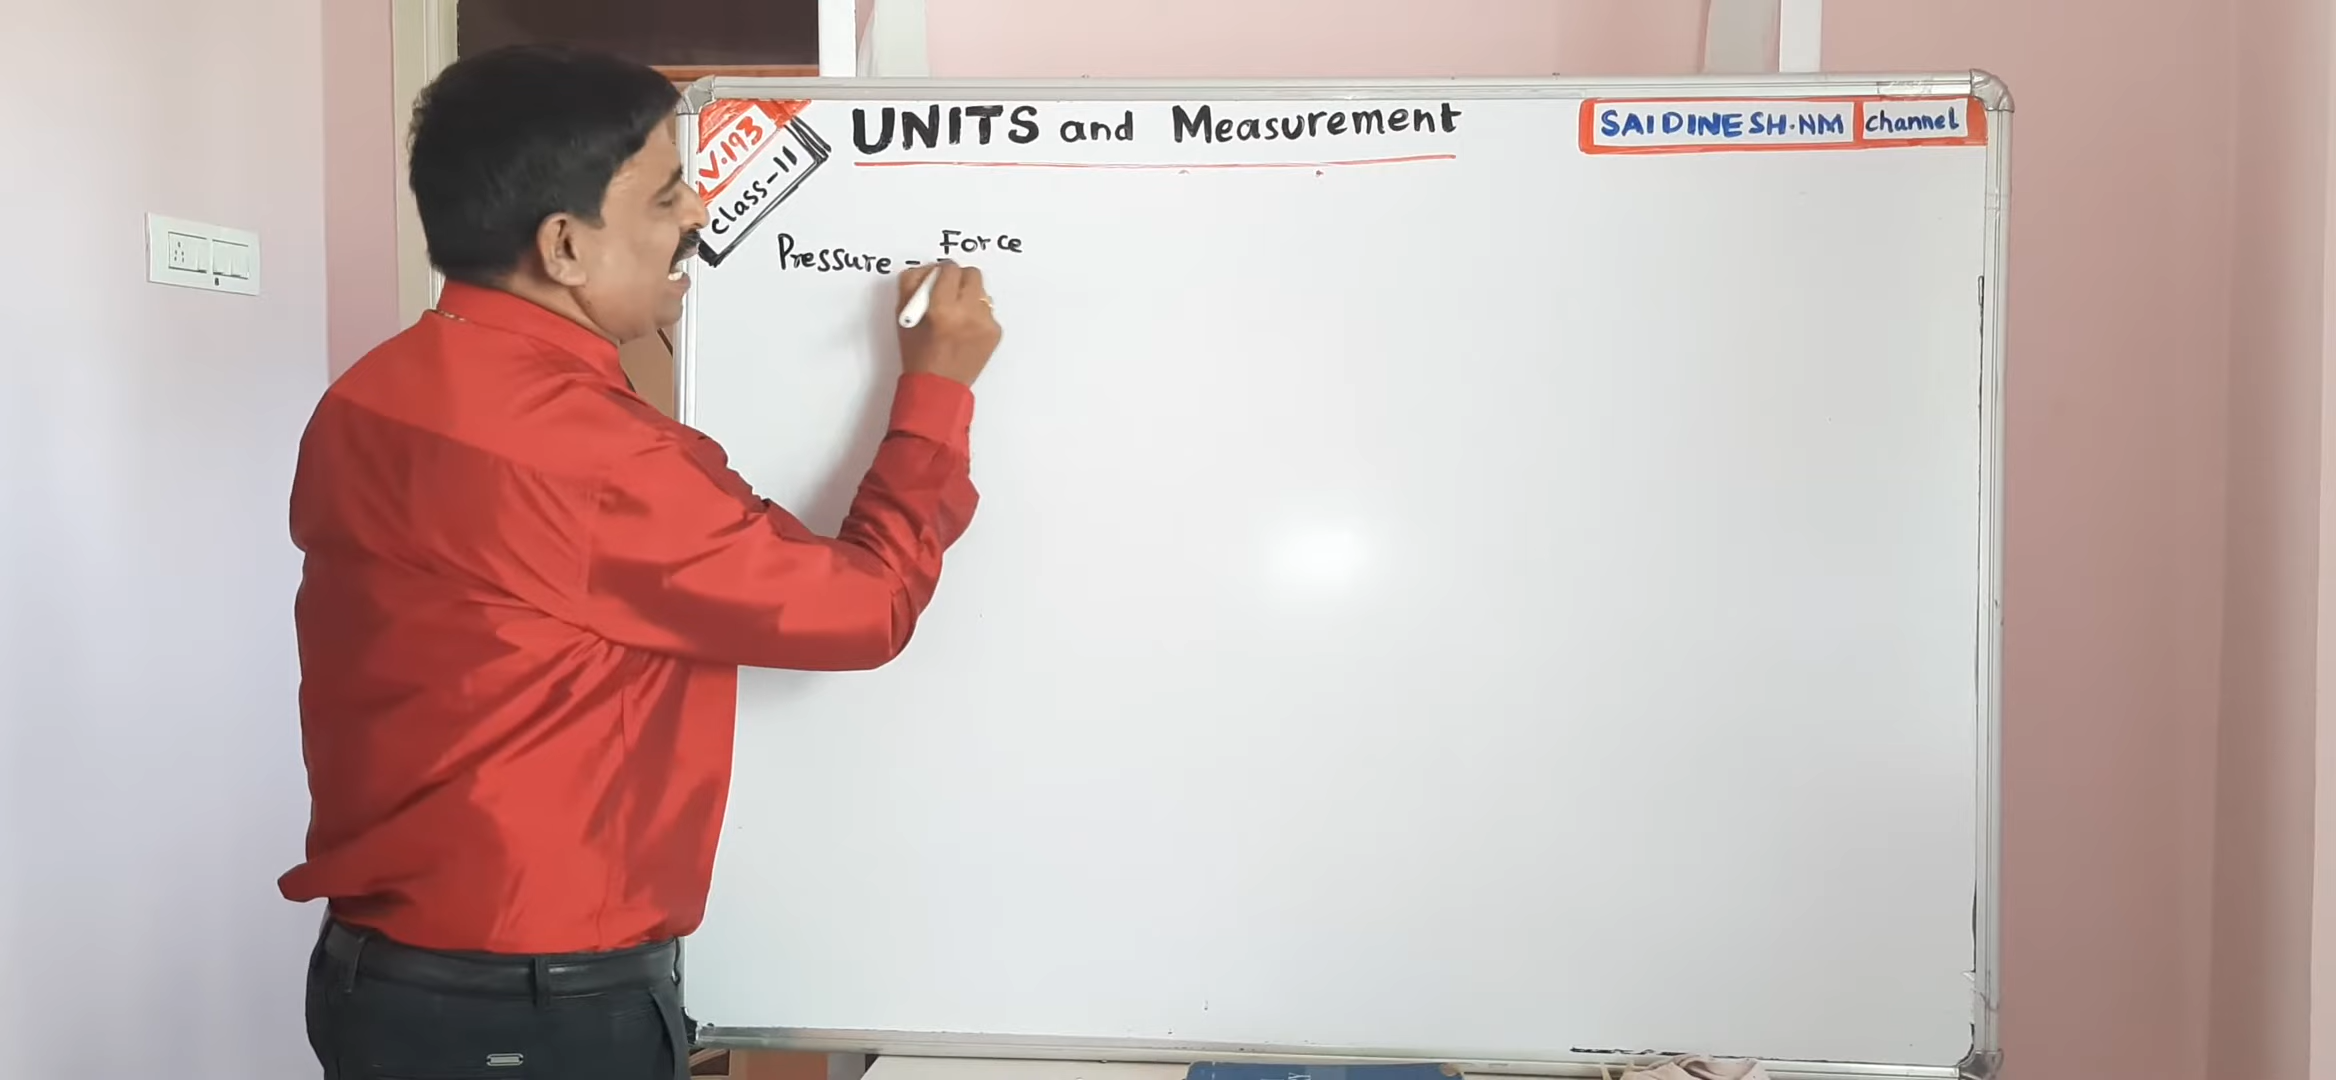 UNITS and Measurement
SAIDINESH.NM channel
V.193
class-11
Force
Pressure =